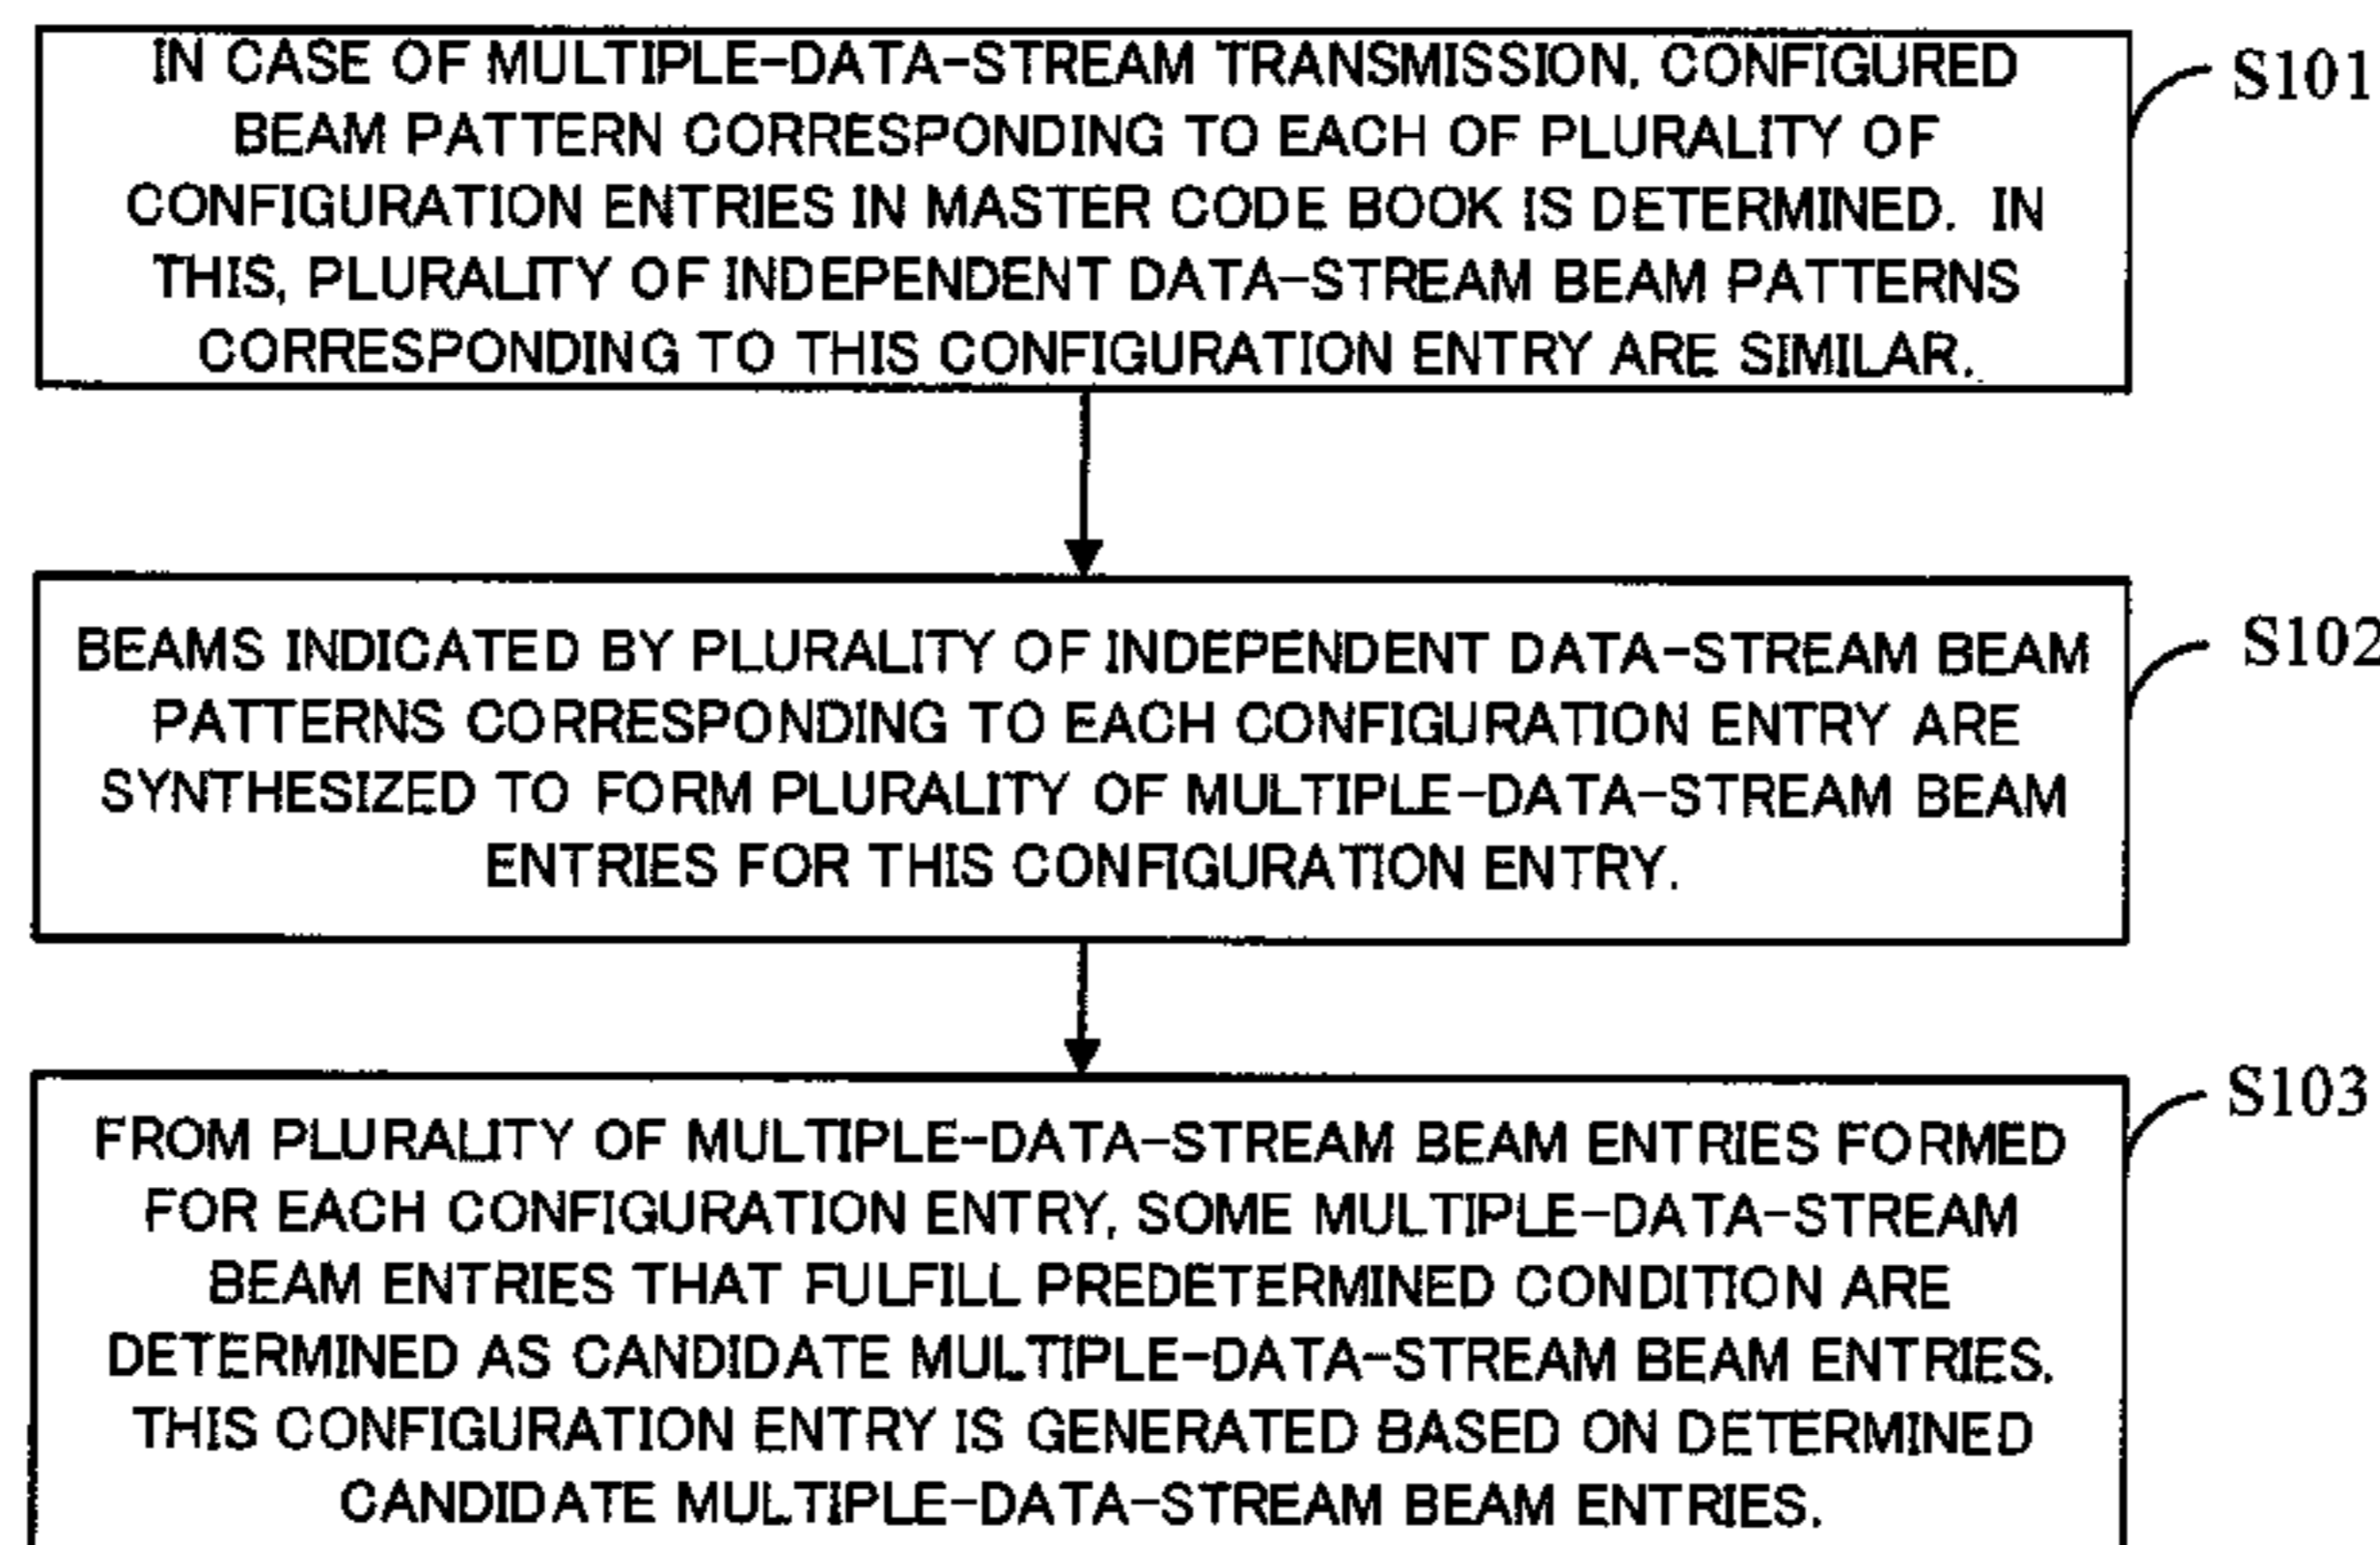 IN CASE OF MULTIPLE-DATA-STREAM TRANSMISSION, CONFIGURED
BEAM PATTERN CORRESPONDING TO EACH OF PLURALITY OF
CONFIGURATION ENTRIES IN MASTER CODE BOOK IS DETERMINED. IN
THIS, PLURALITY OF INDEPENDENT DATA-STREAM BEAM PATTERNS
CORRESPONDING TO THIS CONFIGURATION ENTRY ARE SIMILAR.
S101
BEAMS INDICATED BY PLURALITY OF INDEPENDENT DATA-STREAM BEAM
PATTERNS CORRESPONDING TO EACH CONFIGURATION ENTRY ARE
SYNTHESIZED TO FORM PLURALITY OF MULTIPLE-DATA-STREAM BEAM
ENTRIES FOR THIS CONFIGURATION ENTRY.
S102
FROM PLURALITY OF MULTIPLE-DATA-STREAM BEAM ENTRIES FORMED
FOR EACH CONFIGURATION ENTRY, SOME MULTIPLE-DATA-STREAM
BEAM ENTRIES THAT FULFILL PREDETERMINED CONDITION ARE
DETERMINED AS CANDIDATE MULTIPLE-DATA-STREAM BEAM ENTRIES.
THIS CONFIGURATION ENTRY IS GENERATED BASED ON DETERMINED
CANDIDATE MULTIPLE-DATA-STREAM BEAM ENTRIES.
S103